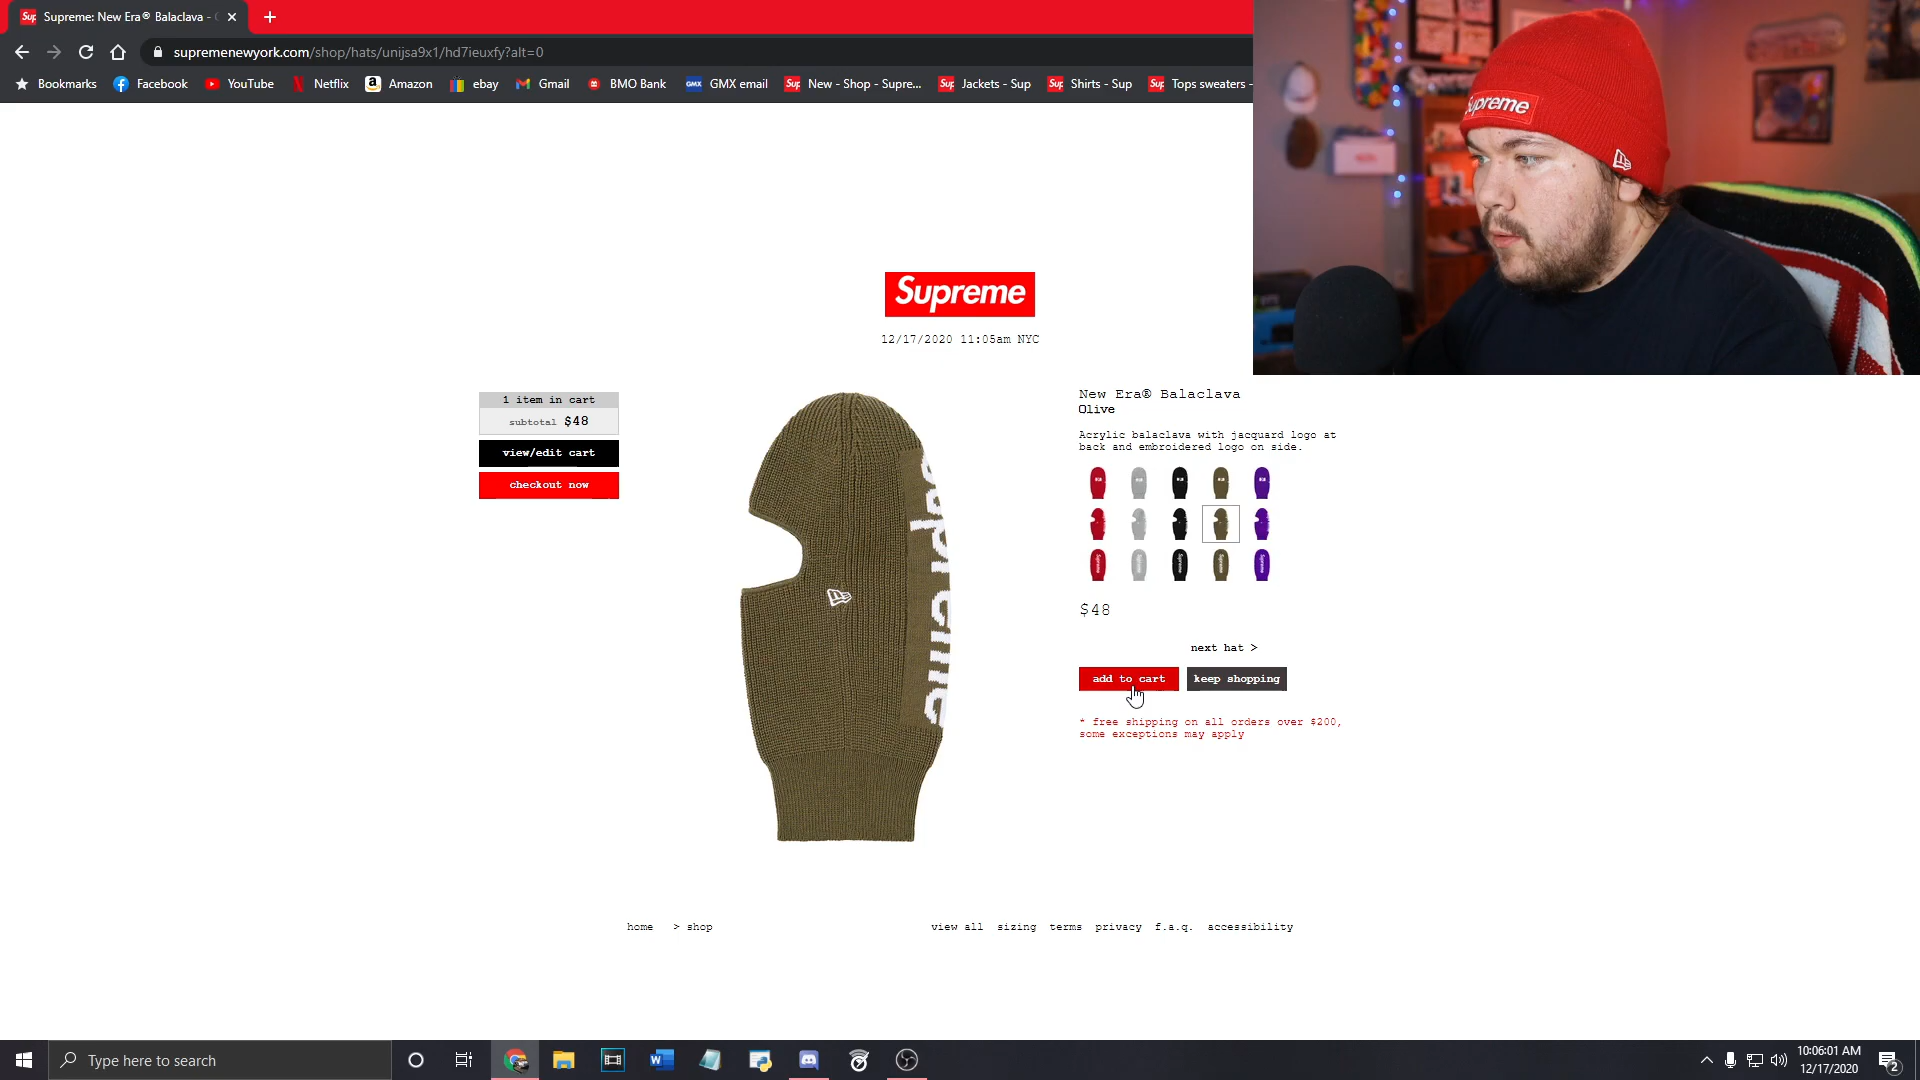 Supreme: New Era® Balaclava -
supremenewyork.com/shop/hats/unijsa9x1/hd7ieuxfy?alt=0
Bookmarks
Facebook
YouTube
Netflix
Amazon
ebay
Gmail
BMO Bank
GMX email
New - Shop - Supre...
Jackets - Sup
Shirts - Sup
Tops sweaters -
Supreme
Supreme
12/17/2020 11:05am NYC
1 item in cart
subtotal $48
view/edit cart
checkout now
Supreme
New Era® Balaclava
Olive
Acrylic balaclava with jacquard logo at
back and embroidered logo on side.
$48
next hat >
add to cart
keep shopping
* free shipping on all orders over $200,
some exceptions may apply
home > shop
view all sizing terms privacy f.a.q. accessibility
Type here to search
10:06:01 AM
12/17/2020
2